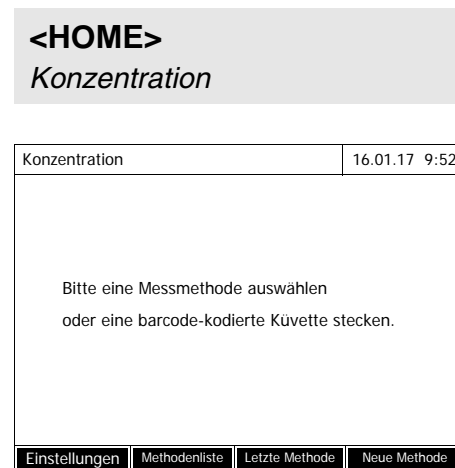 <HOME>
Konzentration
Konzentration 16.01.17 9:52
Bitte eine Messmethode auswählen
oder eine barcode-kodierte Küvette stecken.
Einstellungen Methodenliste Letzte Methode Neue Methode